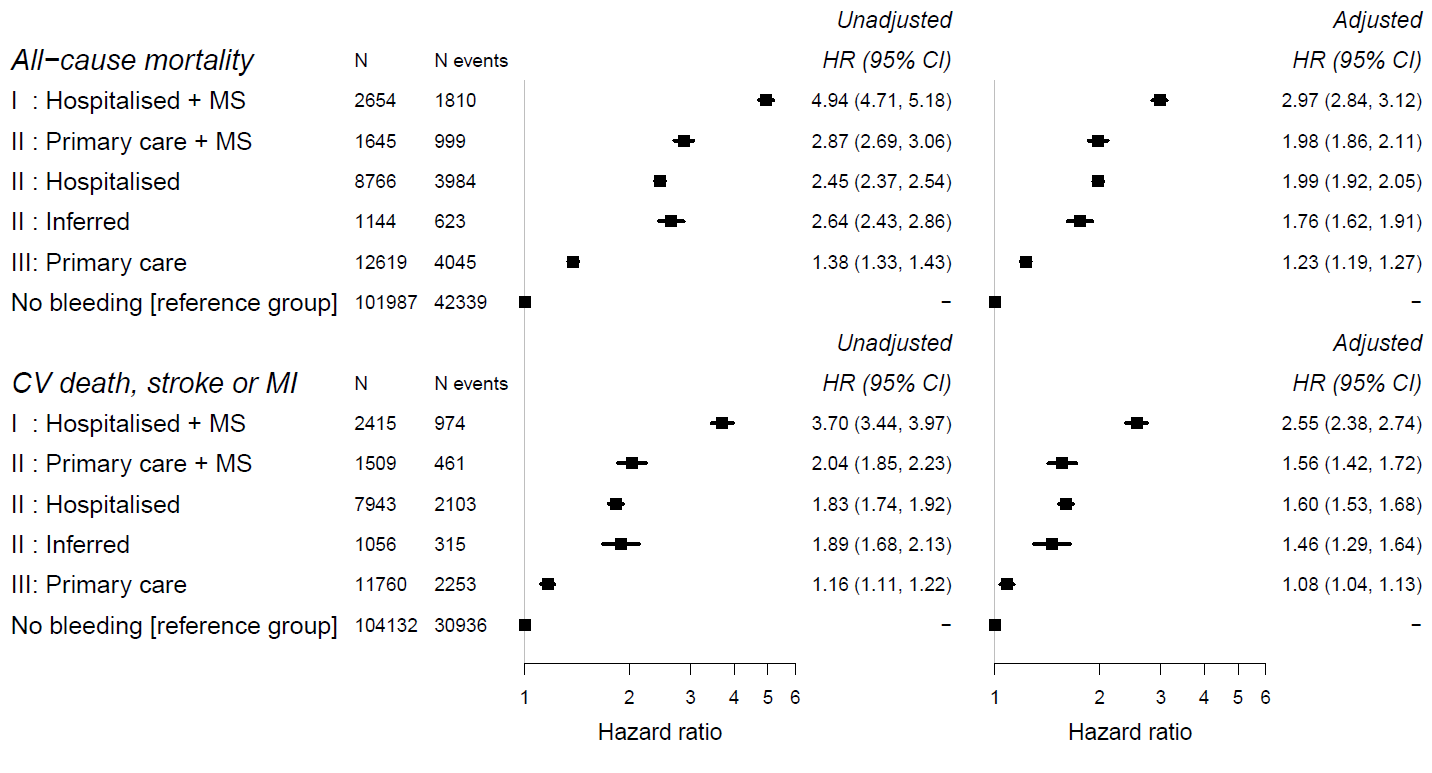 Unadjusted Adjusted
All−cause mortality N N events HR (95% CI) HR (95% CI)
I : Hospitalised + MS 2654 1810 4.94 (4.71, 5.18) 2.97 (2.84, 3.12)
II : Primary care + MS 1645 999 2.87 (2.69, 3.06) 1.98 (1.86, 2.11)
II : Hospitalised 8766 3984 2.45 (2.37, 2.54) 1.99 (1.92, 2.05)
II : Inferred 1144 623 2.64 (2.43, 2.86) 1.76 (1.62, 1.91)
III: Primary care 12619 4045 1.38 (1.33, 1.43) 1.23 (1.19, 1.27)
No bleeding [reference group] 101987 42339 − −
Unadjusted Adjusted
CV death, stroke or MI N N events HR (95% CI) HR (95% CI)
I : Hospitalised + MS 2415 974 3.70 (3.44, 3.97) 2.55 (2.38, 2.74)
II : Primary care + MS 1509 461 2.04 (1.85, 2.23) 1.56 (1.42, 1.72)
II : Hospitalised 7943 2103 1.83 (1.74, 1.92) 1.60 (1.53, 1.68)
II : Inferred 1056 315 1.89 (1.68, 2.13) 1.46 (1.29, 1.64)
III: Primary care 11760 2253 1.16 (1.11, 1.22) 1.08 (1.04, 1.13)
No bleeding [reference group] 104132 30936 − −
1 2 3 4 5 6 1 2 3 4 5 6
Hazard ratio Hazard ratio